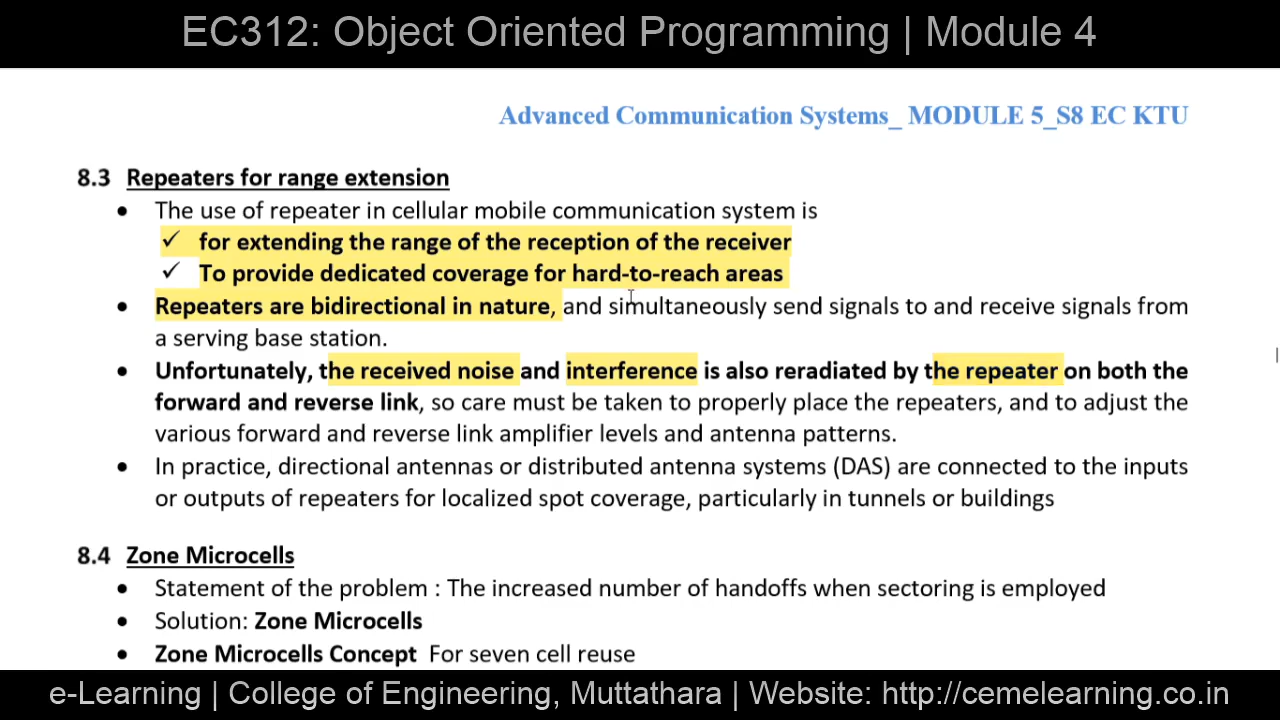 EC312: Object Oriented Programming | Module 4
Advanced Communication Systems_ MODULE 5_S8 EC KTU
8.3 Repeaters for range extension
• The use of repeater in cellular mobile communication system is
✓ for extending the range of the reception of the receiver
✓ To provide dedicated coverage for hard-to-reach areas
• Repeaters are bidirectional in nature, and simultaneously send signals to and receive signals from
a serving base station.
• Unfortunately, the received noise and interference is also reradiated by the repeater on both the
forward and reverse link, so care must be taken to properly place the repeaters, and to adjust the
various forward and reverse link amplifier levels and antenna patterns.
• In practice, directional antennas or distributed antenna systems (DAS) are connected to the inputs
or outputs of repeaters for localized spot coverage, particularly in tunnels or buildings
8.4 Zone Microcells
• Statement of the problem : The increased number of handoffs when sectoring is employed
• Solution: Zone Microcells
• Zone Microcells Concept For seven cell reuse
e-Learning | College of Engineering, Muttathara | Website: http://cemelearning.co.in